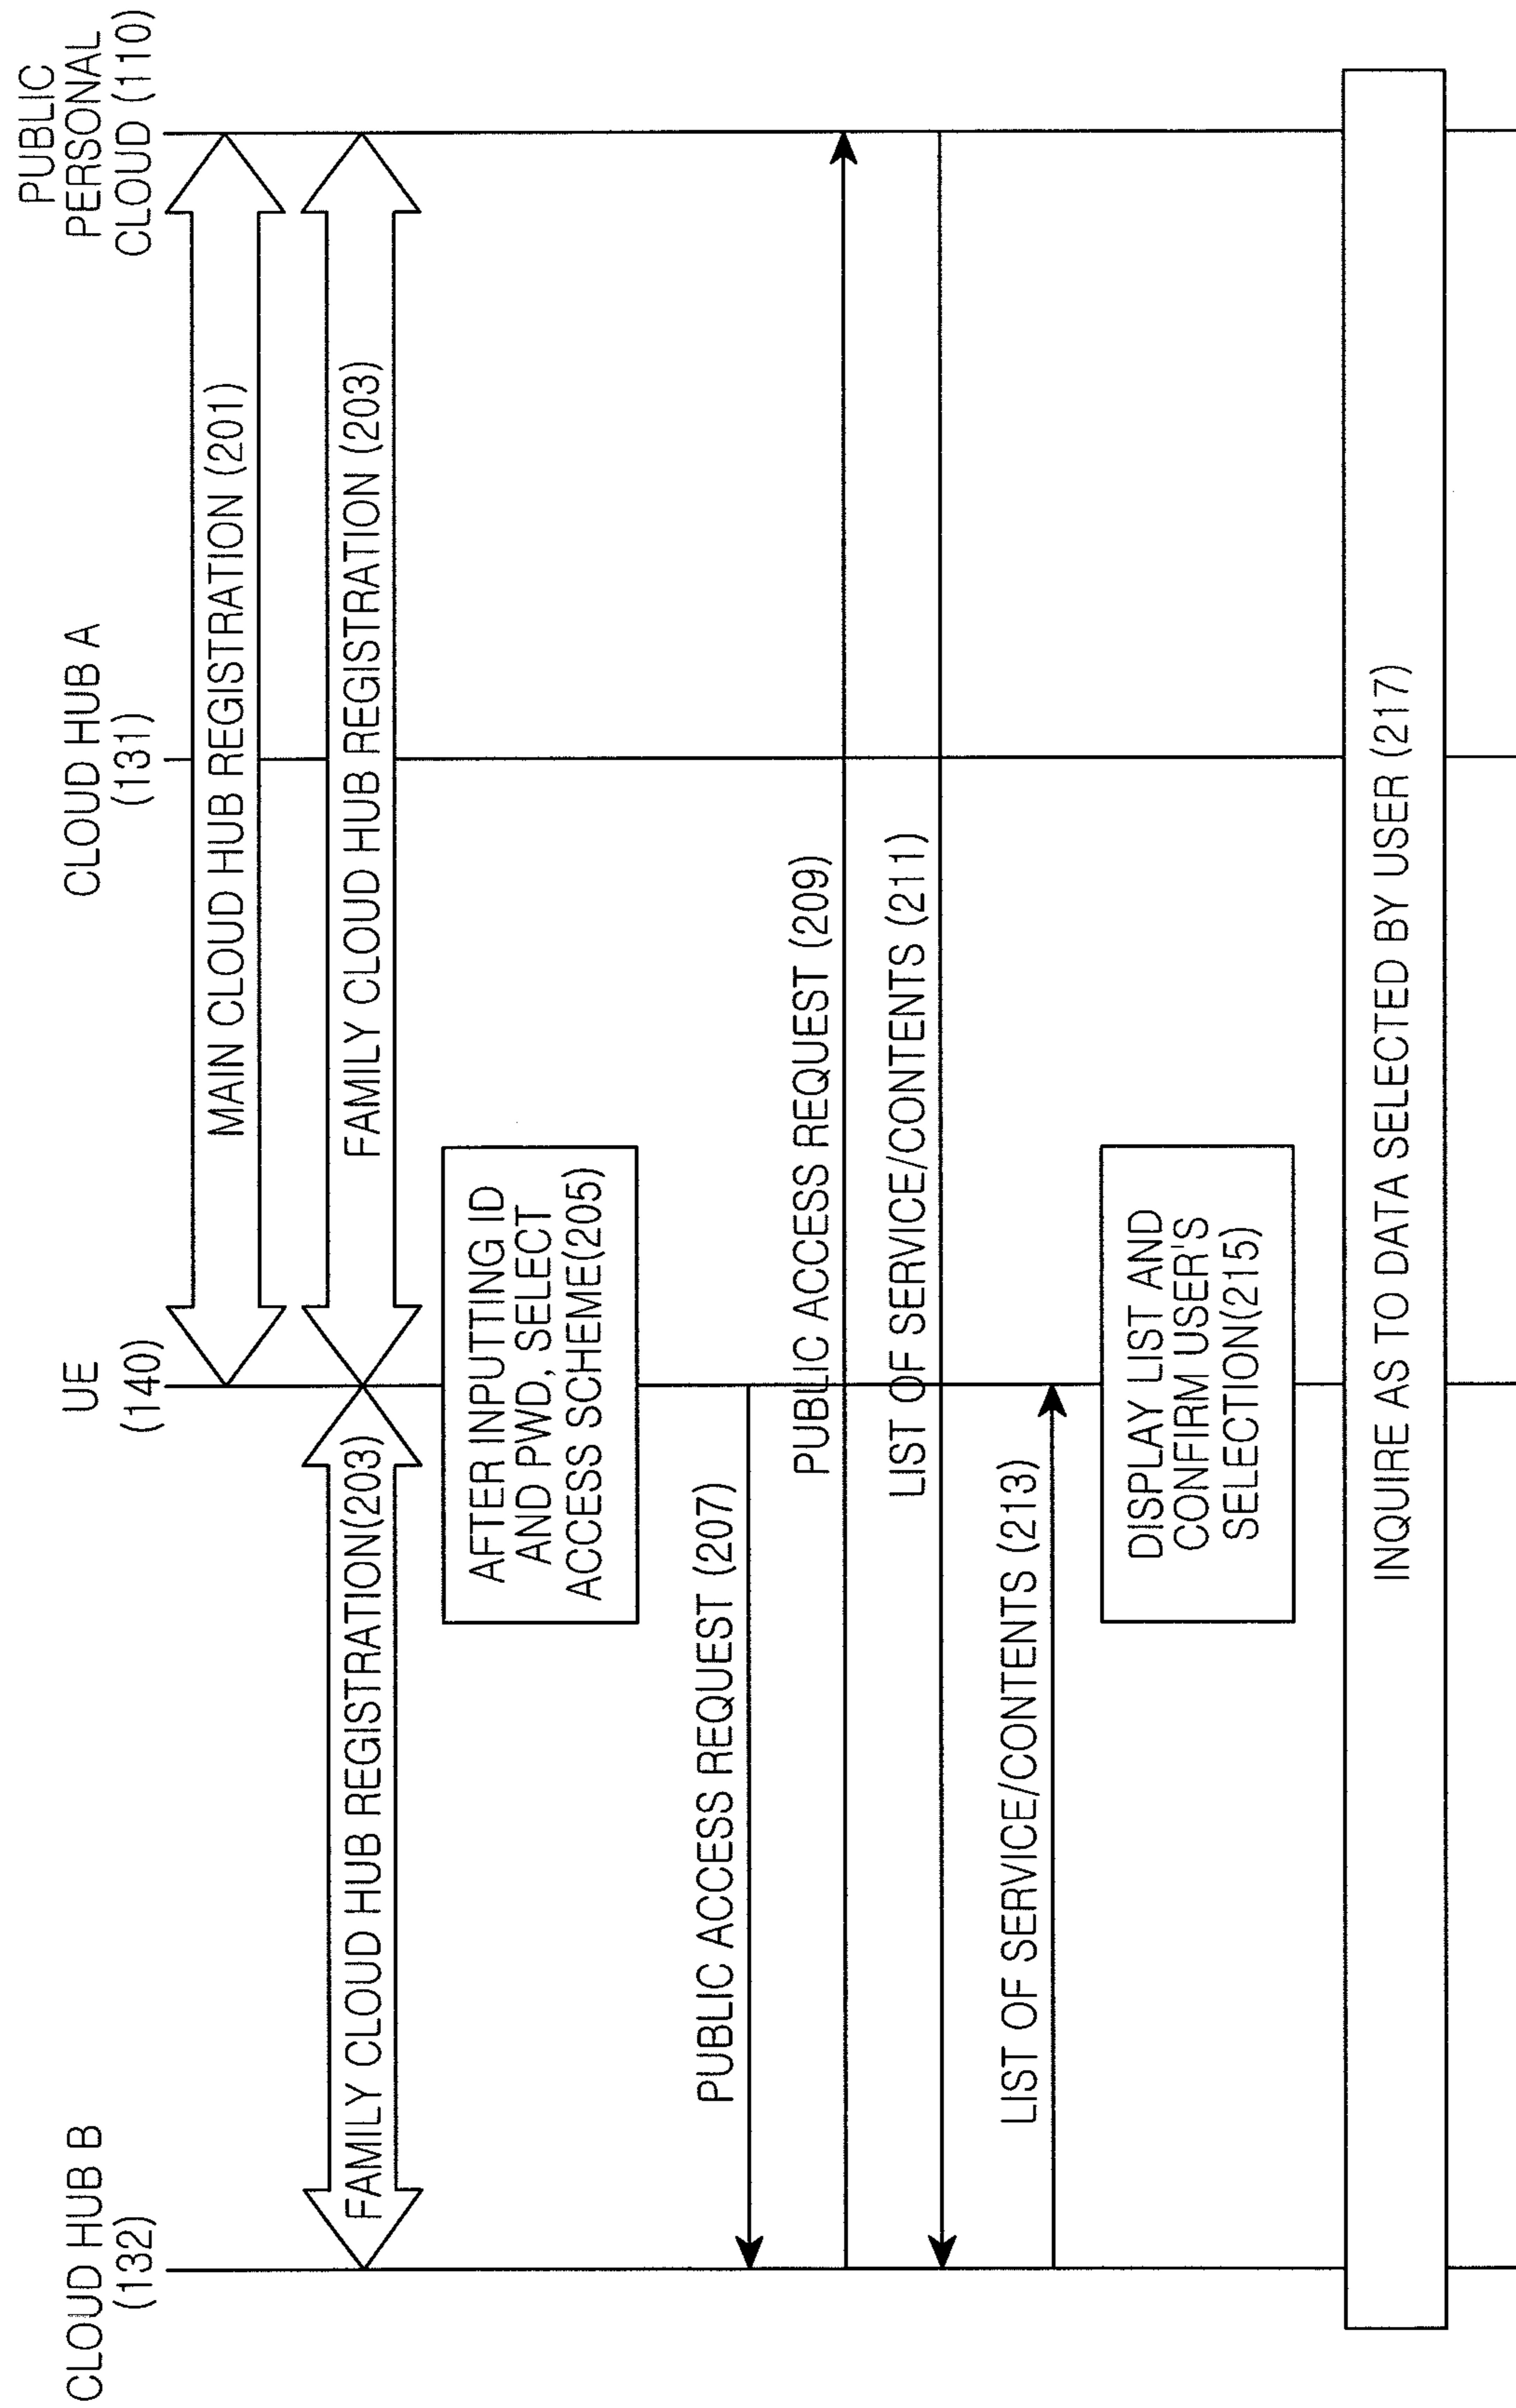 CLOUD HUB B
(132)
UE
(140)
CLOUD HUB A
(131)
PUBLIC
PERSONAL
CLOUD (110)
MAIN CLOUD HUB REGISTRATION (201)
FAMILY CLOUD HUB REGISTRATION(203)
FAMILY CLOUD HUB REGISTRATION (203)
AFTER INPUTTING ID
AND PWD, SELECT
ACCESS SCHEME(205)
PUBLIC ACCESS REQUEST (207)
PUBLIC ACCESS REQUEST (209)
LIST OF SERVICE/CONTENTS (211)
LIST OF SERVICE/CONTENTS (213)
DISPLAY LIST AND
CONFIRM USER'S
SELECTION(215)
INQUIRE AS TO DATA SELECTED BY USER (217)